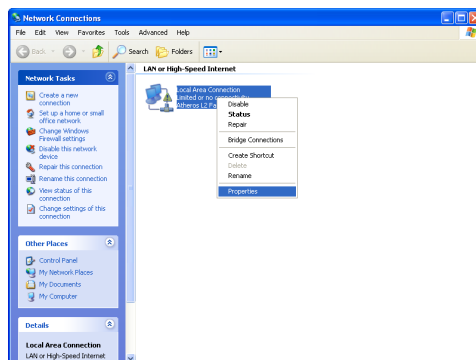 Network Connections
File Edit View Favorites Tools Advanced Help
Back Search Folders
Network Tasks
Create a new
connection
Set up a home or small
office network
Change Windows
Firewall settings
Disable this network
device
Repair this connection
Rename this connection
View status of this
connection
Change settings of this
connection
Other Places
Control Panel
My Network Places
My Documents
My Computer
Details
Local Area Connection
LAN or High-Speed Internet
LAN or High-Speed Internet
Local Area Connection
Limited or no
Atheros L2
Disable
Status
Repair
Bridge Connections
Create Shortcut
Delete
Rename
Properties